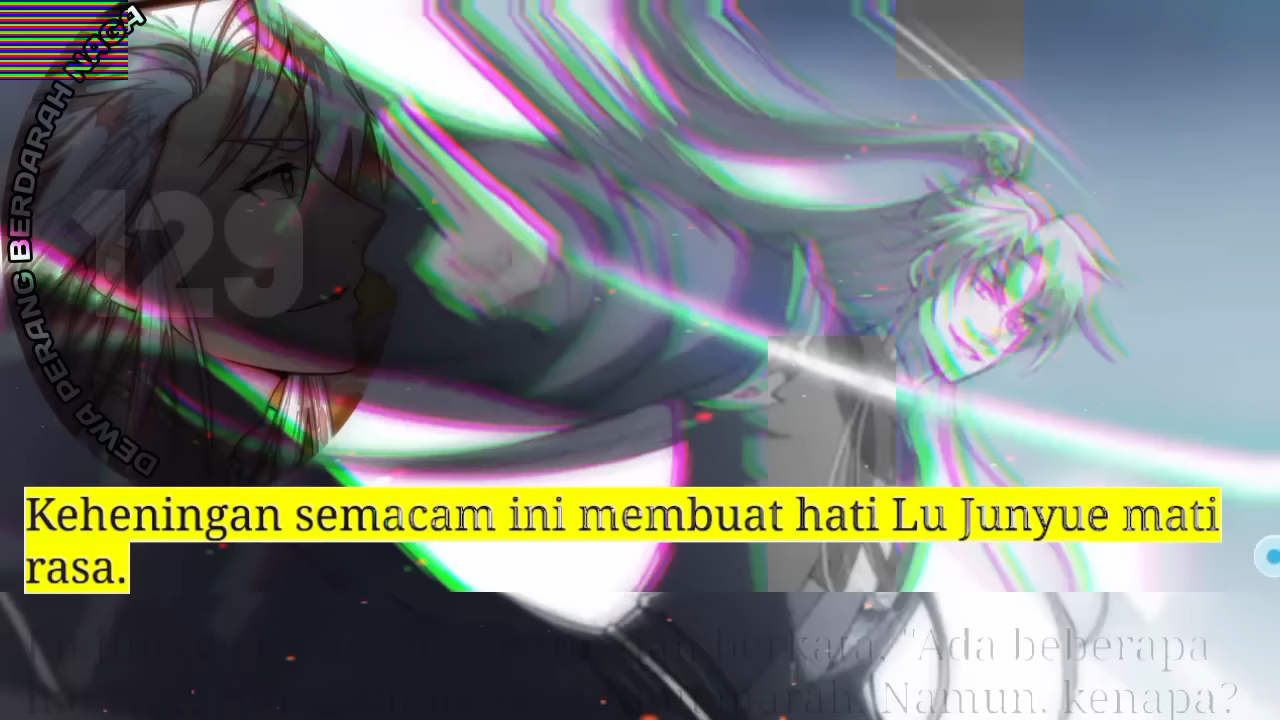 DEWA PERANG BERDARAH NAGA
129
Keheningan semacam ini membuat hati Lu Junyue mati
rasa.
berkata, "Ada beberapa
marah. Namun, kenapa?